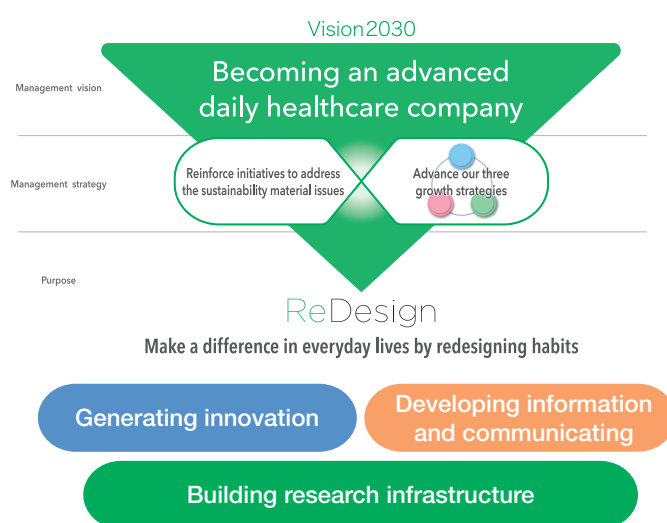 Vision2030
Management vision
Becoming an advanced
daily healthcare company
Management strategy
Reinforce initiatives to address
the sustainability material issues
Advance our three
growth strategies
Purpose
ReDesign
Make a difference in everyday lives by redesigning habits
Generating innovation
Developing information
and communicating
Building research infrastructure